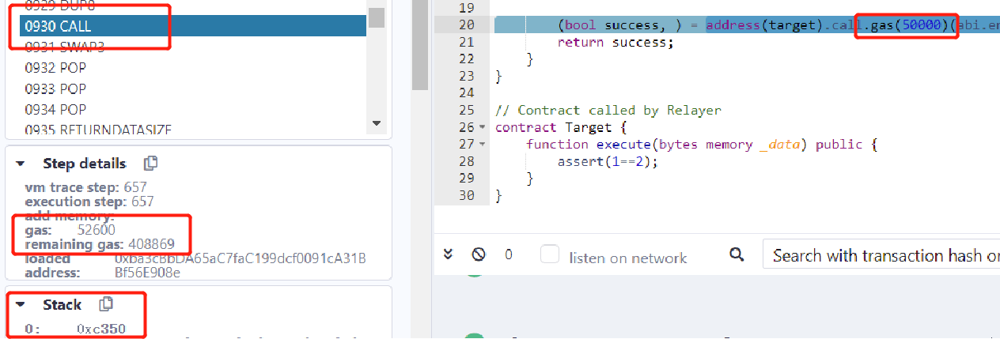 0929 DUP8
0930 CALL
0931 SWAP3
0932 POP
0933 POP
0934 POP
0935 RETURNDATASIZE
Step details
vm trace step: 657
execution step: 657
add memory:
gas: 52600
remaining gas: 408869
loaded 0xba3cBbDA65aC7faC199dcf0091cA31B
address: Bf56E908e
Stack
0: 0xc350
19
20 (bool success, ) = address(target).call.gas(50000)(abi.en
21 return success;
22 }
23 }
24
25 // Contract called by Relayer
26 contract Target {
27 function execute(bytes memory _data) public {
28 assert(1==2);
29 }
30 }
0 listen on network Search with transaction hash or